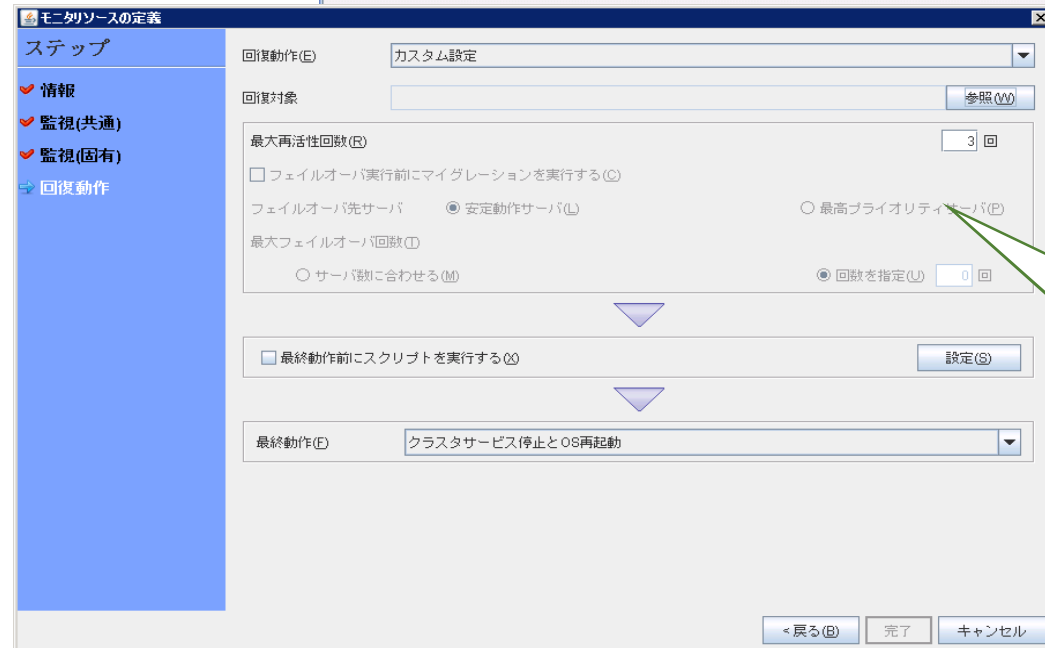 モニタリソースの定義
ステップ
情報
監視(共通)
監視(固有)
回復動作
回復動作(E) カスタム設定
回復対象 参照(W)
最大再活性回数(R) 3 回
フェイルオーバ実行前にマイグレーションを実行する(C)
フェイルオーバ先サーバ 安定動作サーバ(L) 最高プライオリティサーバ(P)
最大フェイルオーバ回数(T)
サーバ数に合わせる(M) 回数を指定(U) 0 回
最終動作前にスクリプトを実行する(X) 設定(S)
最終動作(F) クラスタサービス停止とOS再起動
<戻る(B) 完了 キャンセル